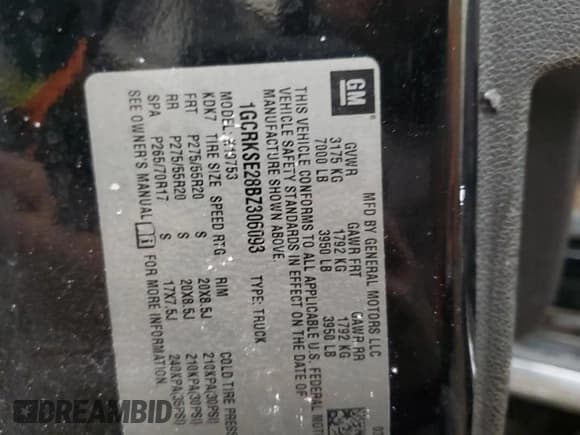 GM
MFD BY GENERAL MOTORS LLC
GVWR GAWR FRT GAWR RR
3175 KG 1792 KG 1792 KG
7000 LB 3950 LB 3950 LB
THIS VEHICLE CONFORMS TO ALL APPLICABLE U.S. FEDERAL MOT
VEHICLE SAFETY STANDARDS IN EFFECT ON THE DATE OF
MANUFACTURE SHOWN ABOVE.
1GCRKSE28BZ306093 TYPE: TRUCK
MODEL: K19753
KDK7 TIRE SIZE SPEED RTG RIM COLD TIRE PRESS
FRT P275/55R20 S 20X8.5J 210KPA(30PSI)
RR P275/55R20 S 20X8.5J 210KPA(30PSI)
SPA P265/70R17 S 17X7.5J 240KPA(35PSI)
SEE OWNER'S MANUAL i FOR MORE INFORMATION
DREAMBID